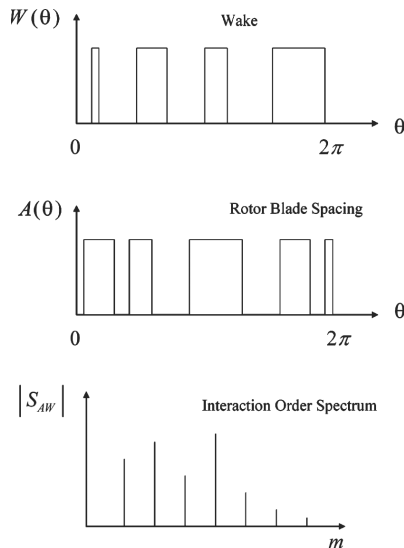 W(θ)
Wake
θ
0
2π
A(θ)
Rotor Blade Spacing
θ
0
2π
|S_AW|
Interaction Order Spectrum
m